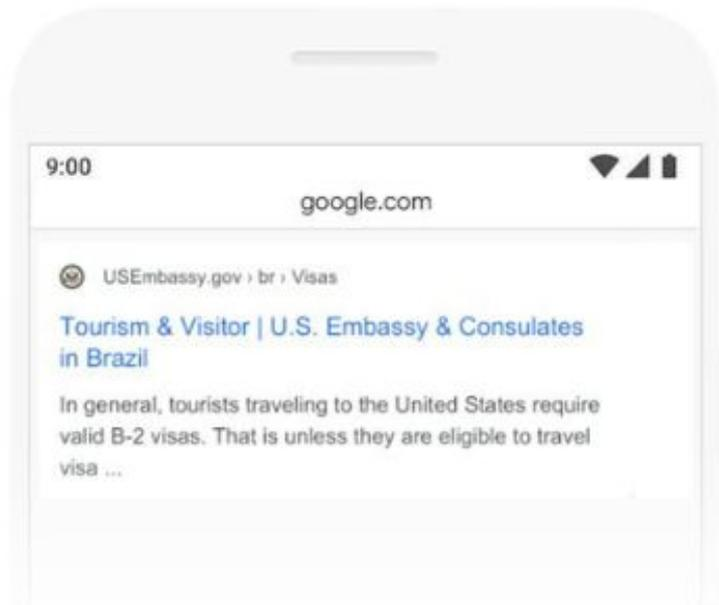 9:00
google.com
USEmbassy.gov › br › Visas
Tourism & Visitor | U.S. Embassy & Consulates
in Brazil
In general, tourists traveling to the United States require
valid B-2 visas. That is unless they are eligible to travel
visa ...